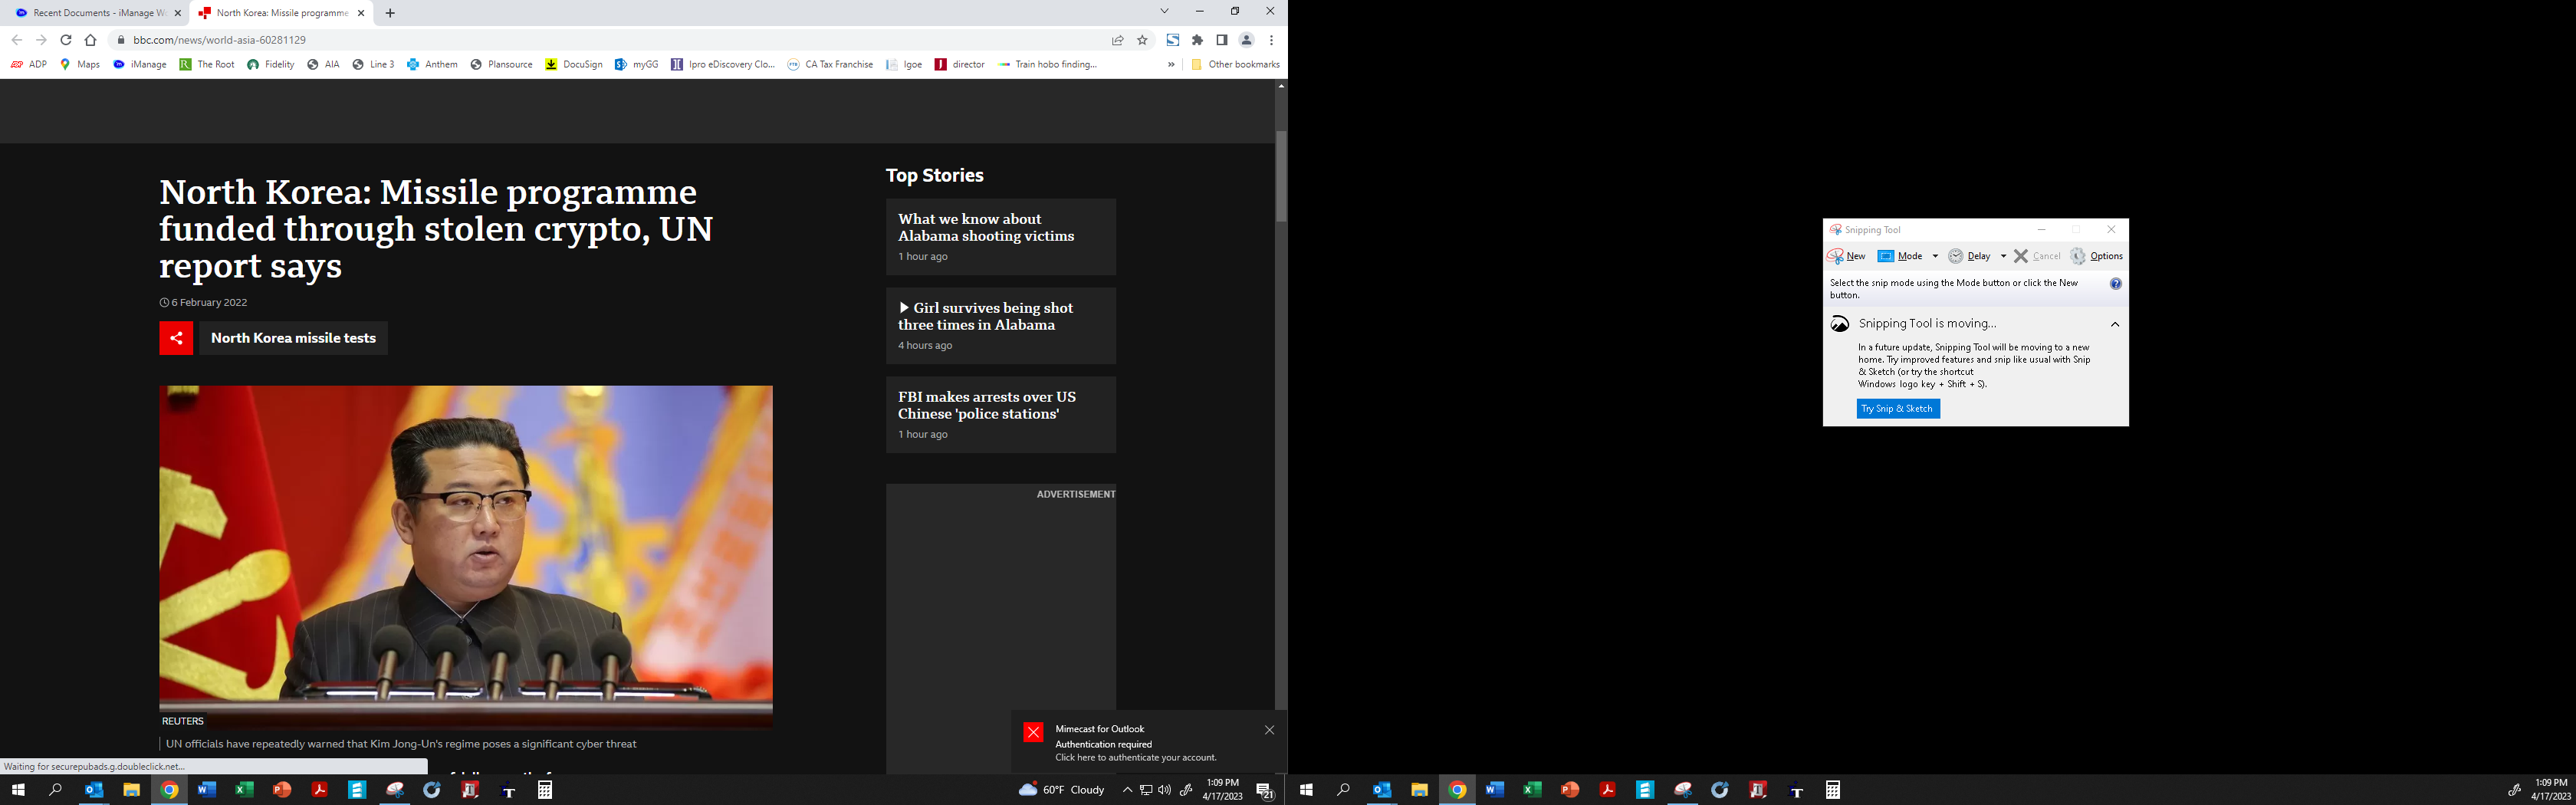 Recent Documents - iManage Wo
North Korea: Missile programme
bbc.com/news/world-asia-60281129
ADP
Maps
iManage
The Root
Fidelity
AIA
Line 3
Anthem
Plansource
DocuSign
myGG
Ipro eDiscovery Clo...
CA Tax Franchise
Igoe
director
Train hobo finding...
»
Other bookmarks
North Korea: Missile programme
funded through stolen crypto, UN
report says
6 February 2022
North Korea missile tests
REUTERS
UN officials have repeatedly warned that Kim Jong-Un's regime poses a significant cyber threat
Top Stories
What we know about
Alabama shooting victims
1 hour ago
Girl survives being shot
three times in Alabama
4 hours ago
FBI makes arrests over US
Chinese 'police stations'
1 hour ago
ADVERTISEMENT
Mimecast for Outlook
Authentication required
Click here to authenticate your account.
Waiting for securepubads.g.doubleclick.net...
60°F Cloudy
1:09 PM
4/17/2023
21
Snipping Tool
New
Mode
Delay
Cancel
Options
Select the snip mode using the Mode button or click the New
button.
Snipping Tool is moving...
In a future update, Snipping Tool will be moving to a new
home. Try improved features and snip like usual with Snip
& Sketch (or try the shortcut
Windows logo key + Shift + S).
Try Snip & Sketch
1:09 PM
4/17/2023